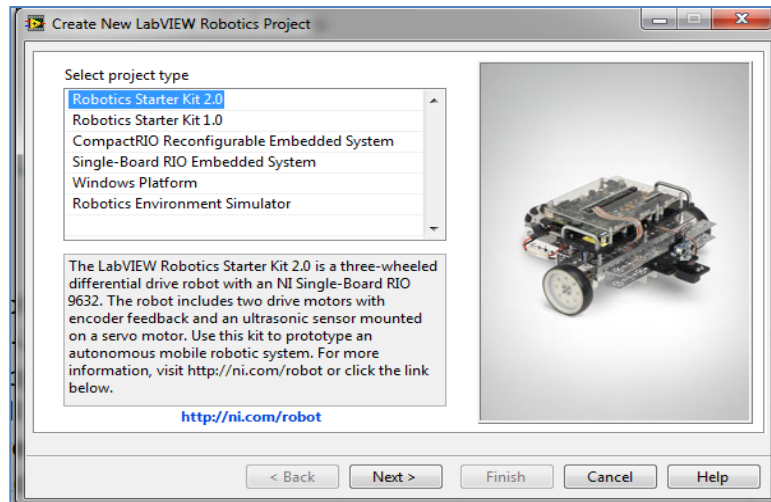 Create New LabVIEW Robotics Project
Select project type
Robotics Starter Kit 2.0
Robotics Starter Kit 1.0
CompactRIO Reconfigurable Embedded System
Single-Board RIO Embedded System
Windows Platform
Robotics Environment Simulator
The LabVIEW Robotics Starter Kit 2.0 is a three-wheeled
differential drive robot with an NI Single-Board RIO
9632. The robot includes two drive motors with
encoder feedback and an ultrasonic sensor mounted
on a servo motor. Use this kit to prototype an
autonomous mobile robotic system. For more
information, visit http://ni.com/robot or click the link
below.
http://ni.com/robot
< Back
Next >
Finish
Cancel
Help